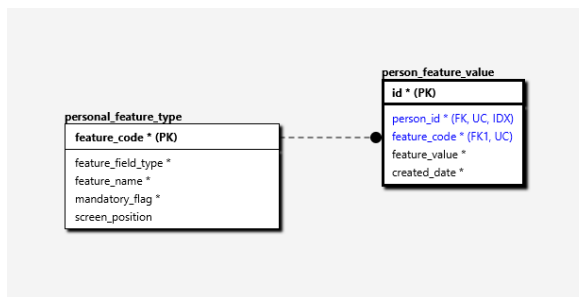 personal_feature_type
feature_code * (PK)
feature_field_type *
feature_name *
mandatory_flag *
screen_position
person_feature_value
id * (PK)
person_id * (FK, UC, IDX)
feature_code * (FK1, UC)
feature_value *
created_date *